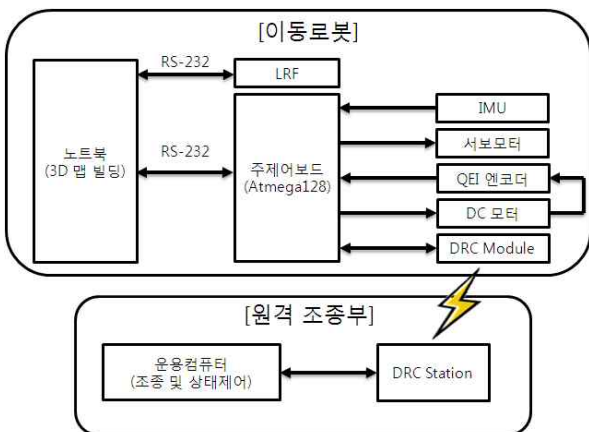 [이동로봇]
RS-232
LRF
노트북
(3D 맵 빌딩)
RS-232
주제어보드
(Atmega128)
IMU
서보모터
QEI 엔코더
DC 모터
DRC Module
[원격 조종부]
운용컴퓨터
(조종 및 상태제어)
DRC Station